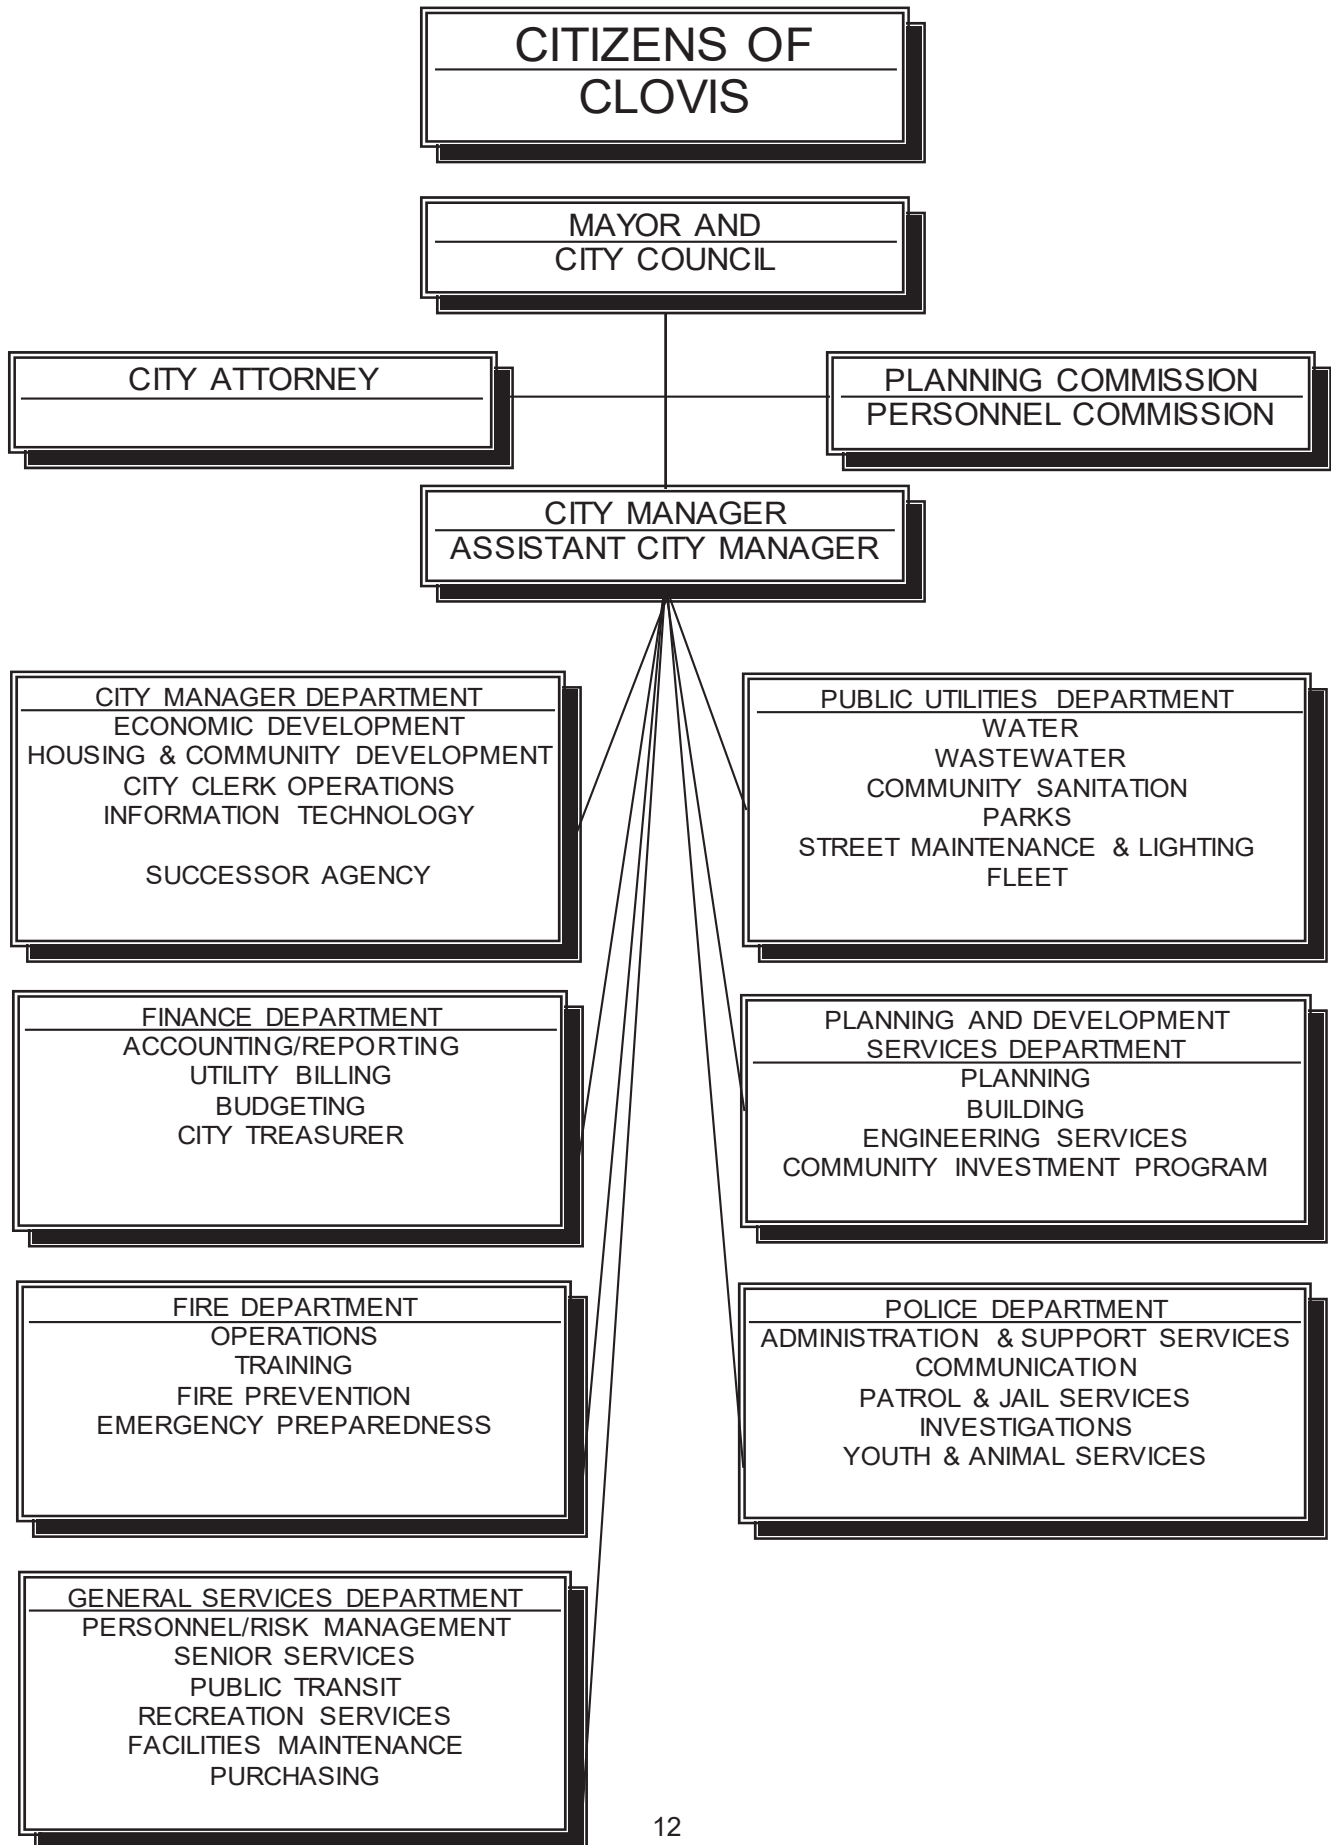 CITIZENS OF
CLOVIS
MAYOR AND
CITY COUNCIL
CITY ATTORNEY
PLANNING COMMISSION
PERSONNEL COMMISSION
CITY MANAGER
ASSISTANT CITY MANAGER
CITY MANAGER DEPARTMENT
ECONOMIC DEVELOPMENT
HOUSING & COMMUNITY DEVELOPMENT
CITY CLERK OPERATIONS
INFORMATION TECHNOLOGY
SUCCESSOR AGENCY
PUBLIC UTILITIES DEPARTMENT
WATER
WASTEWATER
COMMUNITY SANITATION
PARKS
STREET MAINTENANCE & LIGHTING
FLEET
FINANCE DEPARTMENT
ACCOUNTING/REPORTING
UTILITY BILLING
BUDGETING
CITY TREASURER
PLANNING AND DEVELOPMENT
SERVICES DEPARTMENT
PLANNING
BUILDING
ENGINEERING SERVICES
COMMUNITY INVESTMENT PROGRAM
FIRE DEPARTMENT
OPERATIONS
TRAINING
FIRE PREVENTION
EMERGENCY PREPAREDNESS
POLICE DEPARTMENT
ADMINISTRATION & SUPPORT SERVICES
COMMUNICATION
PATROL & JAIL SERVICES
INVESTIGATIONS
YOUTH & ANIMAL SERVICES
GENERAL SERVICES DEPARTMENT
PERSONNEL/RISK MANAGEMENT
SENIOR SERVICES
PUBLIC TRANSIT
RECREATION SERVICES
FACILITIES MAINTENANCE
PURCHASING
12